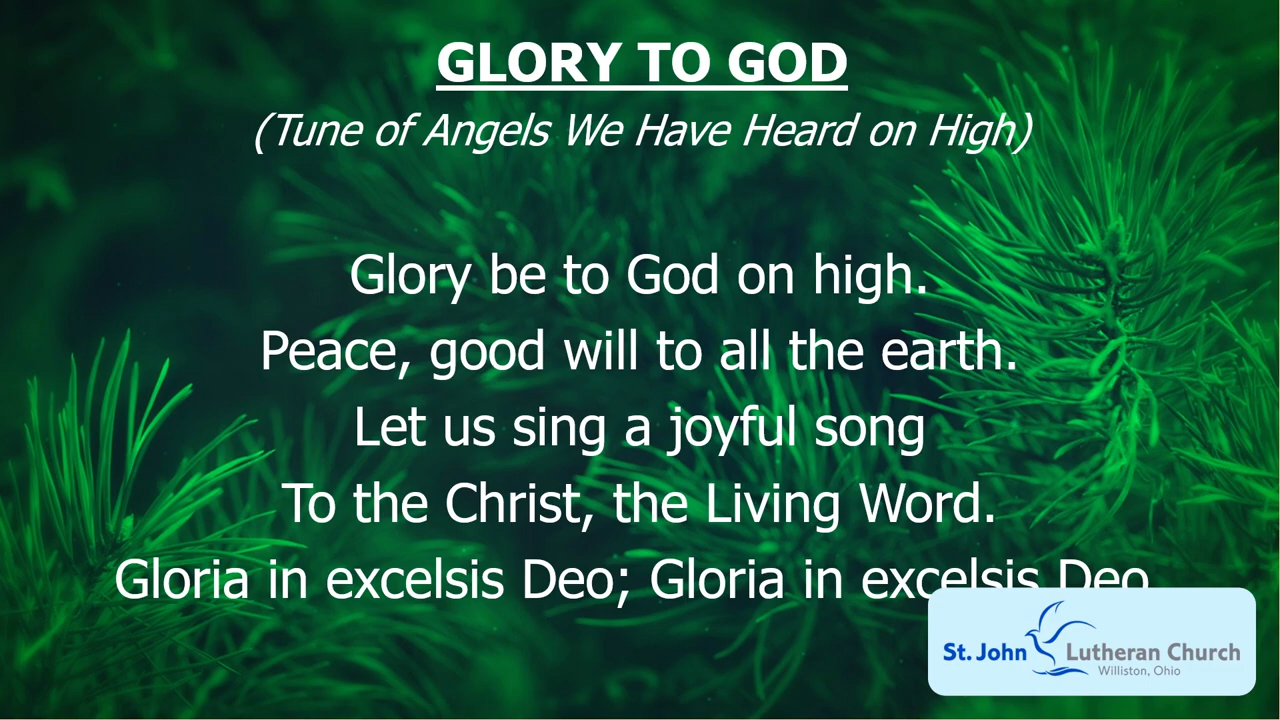 GLORY TO GOD
(Tune of Angels We Have Heard on High)
Glory be to God on high.
Peace, good will to all the earth.
Let us sing a joyful song
To the Christ, the Living Word.
Gloria in excelsis Deo; Gloria in excelsis Deo
St. John Lutheran Church
Williston, Ohio